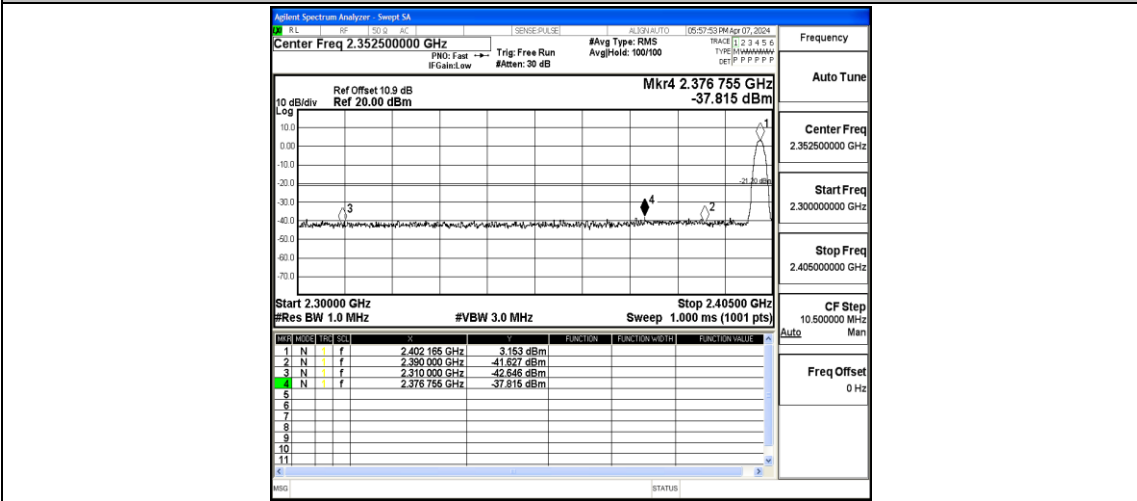 Agilent Spectrum Analyzer - Swept SA
RL RF 50 Ω AC SENSE:PULSE ALIGN AUTO 05:57:53 PM Apr 07, 2024
Center Freq 2.352500000 GHz
PNO: Fast
IFGain:Low
Trig: Free Run
#Atten: 30 dB
#Avg Type: RMS
Avg|Hold: 100/100
TRACE 1 2 3 4 5 6
TYPE M
DET P P P P P P
Ref Offset 10.9 dB
10 dB/div Ref 20.00 dBm
Log
Mkr4 2.376 755 GHz
-37.815 dBm
10.0
0.00
-10.0
-20.0
-30.0
-40.0
-50.0
-60.0
-70.0
1
-21.20 dBm
3
4
2
Start 2.30000 GHz Stop 2.40500 GHz
#Res BW 1.0 MHz #VBW 3.0 MHz Sweep 1.000 ms (1001 pts)
MKR MODE TRC SCL X Y FUNCTION FUNCTION WIDTH FUNCTION VALUE
1 N 1 f 2.402 165 GHz 3.153 dBm
2 N 1 f 2.390 000 GHz -41.627 dBm
3 N 1 f 2.310 000 GHz -42.646 dBm
4 N 1 f 2.376 755 GHz -37.815 dBm
5
6
7
8
9
10
11
MSG STATUS
Frequency
Auto Tune
Center Freq
2.352500000 GHz
Start Freq
2.300000000 GHz
Stop Freq
2.405000000 GHz
CF Step
10.500000 MHz
Auto Man
Freq Offset
0 Hz